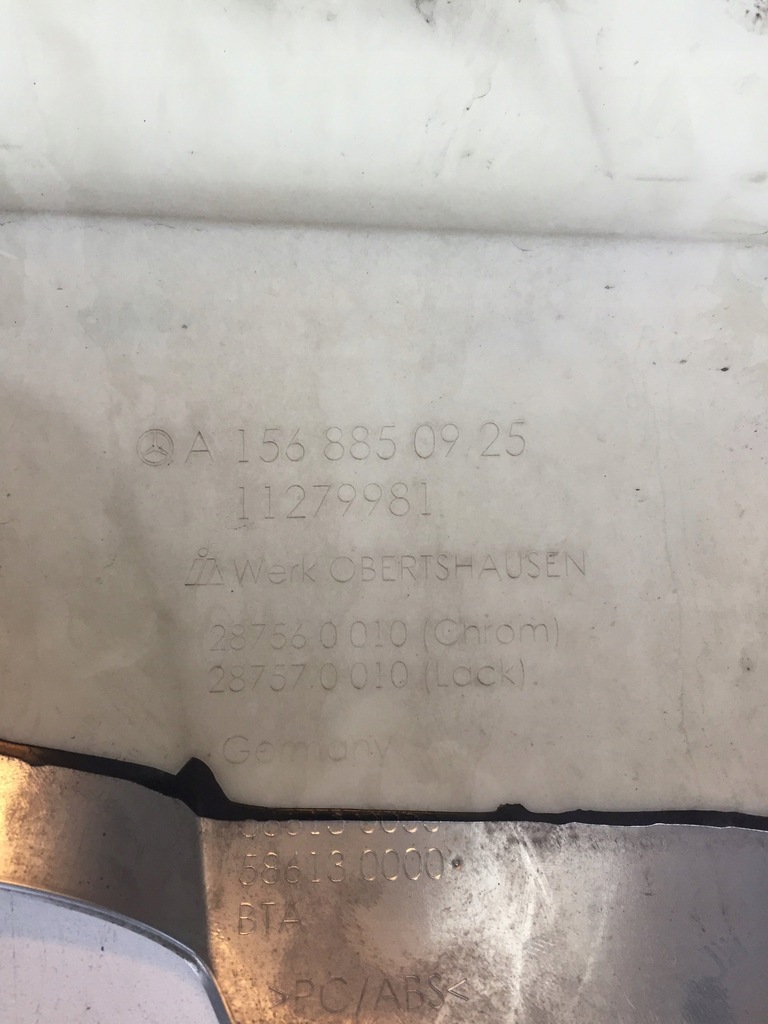 A 156 885 09 25
11279981
Werk OBERTSHAUSEN
28756 0 010 (Chrom)
28757.0 010 (Lack)
Germany
58613 0000
BTA
>PC/ABS<